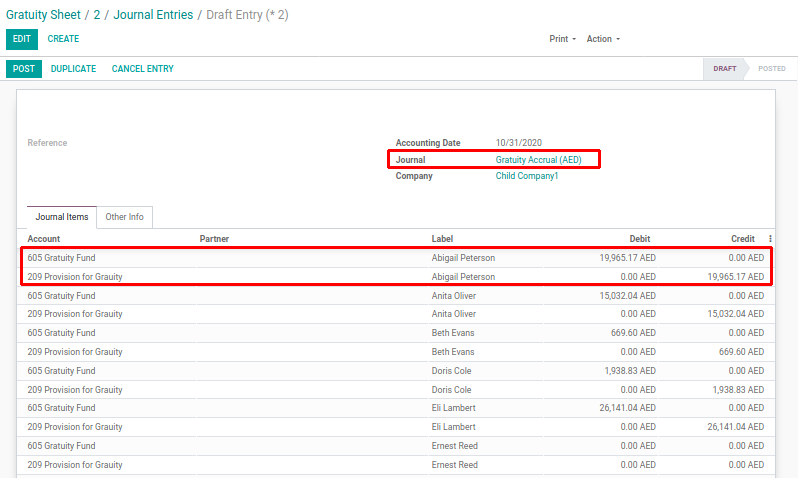 Gratuity Sheet / 2 / Journal Entries / Draft Entry (* 2)
EDIT CREATE Print Action
POST DUPLICATE CANCEL ENTRY DRAFT POSTED
Reference Accounting Date 10/31/2020
Journal Gratuity Accrual (AED)
Company Child Company1
Journal Items Other Info
Account Partner Label Debit Credit
605 Gratuity Fund Abigail Peterson 19,965.17 AED 0.00 AED
209 Provision for Grauity Abigail Peterson 0.00 AED 19,965.17 AED
605 Gratuity Fund Anita Oliver 15,032.04 AED 0.00 AED
209 Provision for Grauity Anita Oliver 0.00 AED 15,032.04 AED
605 Gratuity Fund Beth Evans 669.60 AED 0.00 AED
209 Provision for Grauity Beth Evans 0.00 AED 669.60 AED
605 Gratuity Fund Doris Cole 1,938.83 AED 0.00 AED
209 Provision for Grauity Doris Cole 0.00 AED 1,938.83 AED
605 Gratuity Fund Eli Lambert 26,141.04 AED 0.00 AED
209 Provision for Grauity Eli Lambert 0.00 AED 26,141.04 AED
605 Gratuity Fund Ernest Reed 0.00 AED 0.00 AED
209 Provision for Grauity Ernest Reed 0.00 AED 0.00 AED